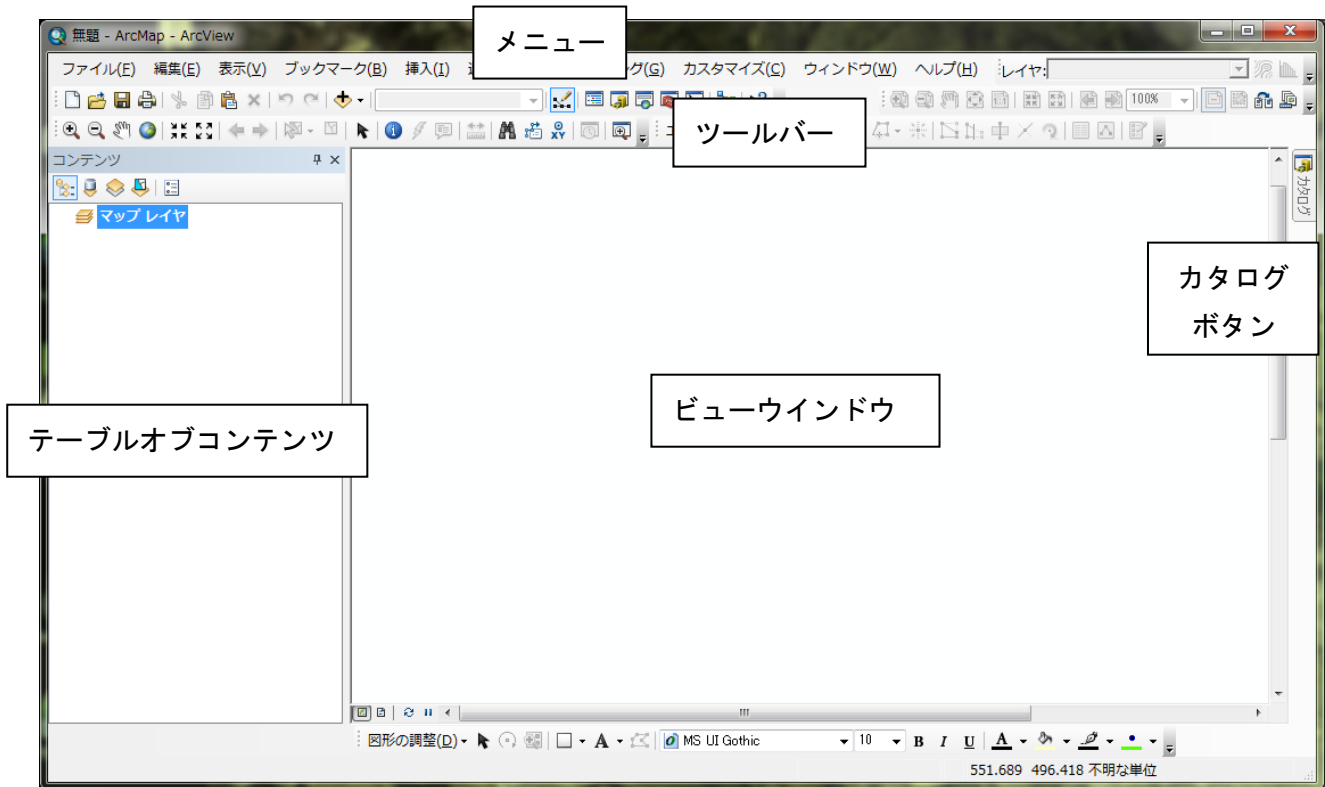 無題 - ArcMap - ArcView
メニュー
ファイル(F) 編集(E) 表示(V) ブックマーク(B) 挿入(I) グ(G) カスタマイズ(C) ウィンドウ(W) ヘルプ(H) レイヤ:
100%
ツールバー
コンテンツ
マップ レイヤ
カタログ
カタログ
ボタン
ビューウインドウ
テーブルオブコンテンツ
図形の調整(D) A MS UI Gothic 10 B I U A
551.689 496.418 不明な単位